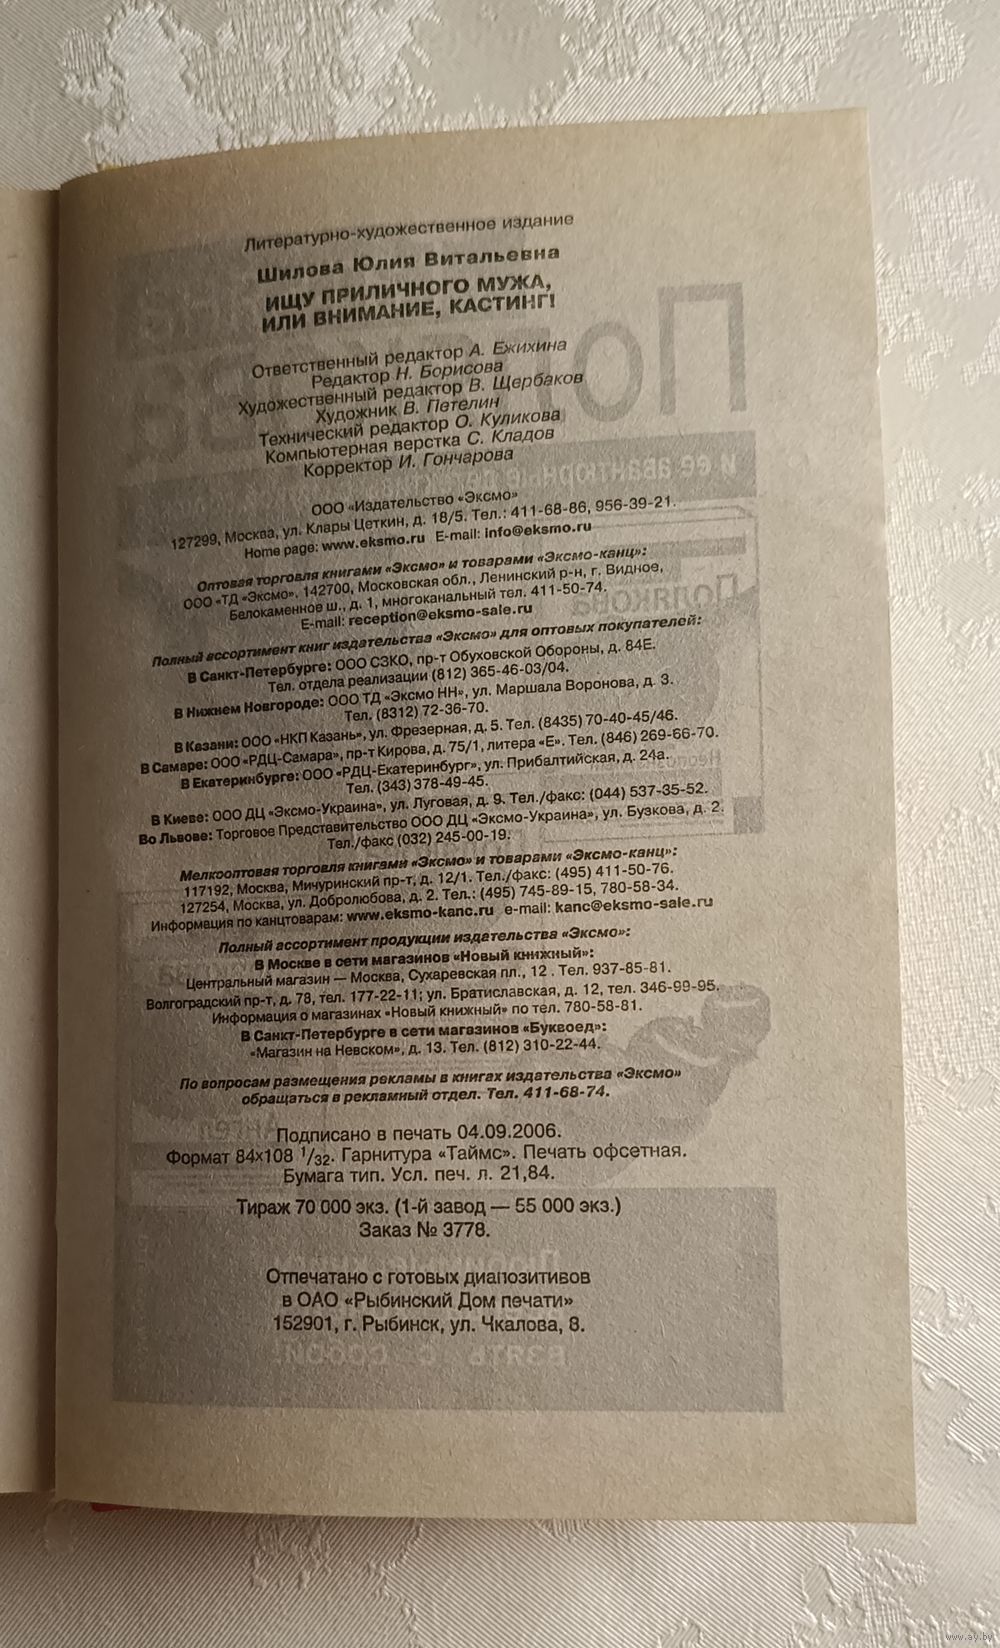 Литературно-художественное издание
Шилова Юлия Витальевна
ИЩУ ПРИЛИЧНОГО МУЖА,
ИЛИ ВНИМАНИЕ, КАСТИНГ!
Ответственный редактор А. Ежихина
Редактор Н. Борисова
Художественный редактор В. Щербаков
Художник В. Петелин
Технический редактор О. Куликова
Компьютерная верстка С. Кладов
Корректор И. Гончарова
ООО «Издательство «Эксмо»
127299, Москва, ул. Клары Цеткин, д. 18/5. Тел.: 411-68-86, 956-39-21.
Home page: www.eksmo.ru E-mail: info@eksmo.ru
Оптовая торговля книгами «Эксмо» и товарами «Эксмо-канц»:
ООО «ТД «Эксмо». 142700, Московская обл., Ленинский р-н, г. Видное,
Белокаменное ш., д. 1, многоканальный тел. 411-50-74.
E-mail: reception@eksmo-sale.ru
Полный ассортимент книг издательства «Эксмо» для оптовых покупателей:
В Санкт-Петербурге: ООО СЗКО, пр-т Обуховской Обороны, д. 84Е.
Тел. отдела реализации (812) 365-46-03/04.
В Нижнем Новгороде: ООО ТД «Эксмо НН», ул. Маршала Воронова, д. 3.
Тел. (8312) 72-36-70.
В Казани: ООО «НКП Казань», ул. Фрезерная, д. 5. Тел. (8435) 70-40-45/46.
В Самаре: ООО «РДЦ-Самара», пр-т Кирова, д. 75/1, литера «Е». Тел. (846) 269-66-70.
В Екатеринбурге: ООО «РДЦ-Екатеринбург», ул. Прибалтийская, д. 24а.
Тел. (343) 378-49-45.
В Киеве: ООО ДЦ «Эксмо-Украина», ул. Луговая, д. 9. Тел./факс: (044) 537-35-52.
Во Львове: Торговое Представительство ООО ДЦ «Эксмо-Украина», ул. Бузкова, д. 2.
Тел./факс (032) 245-00-19.
Мелкооптовая торговля книгами «Эксмо» и товарами «Эксмо-канц»:
117192, Москва, Мичуринский пр-т, д. 12/1. Тел./факс: (495) 411-50-76.
127254, Москва, ул. Добролюбова, д. 2. Тел.: (495) 745-89-15, 780-58-34.
Информация по канцтоварам: www.eksmo-kanc.ru e-mail: kanc@eksmo-sale.ru
Полный ассортимент продукции издательства «Эксмо»:
В Москве в сети магазинов «Новый книжный»:
Центральный магазин — Москва, Сухаревская пл., 12 . Тел. 937-85-81.
Волгоградский пр-т, д. 78, тел. 177-22-11; ул. Братиславская, д. 12, тел. 346-99-95.
Информация о магазинах «Новый книжный» по тел. 780-58-81.
В Санкт-Петербурге в сети магазинов «Буквоед»:
«Магазин на Невском», д. 13. Тел. (812) 310-22-44.
По вопросам размещения рекламы в книгах издательства «Эксмо»
обращаться в рекламный отдел. Тел. 411-68-74.
Подписано в печать 04.09.2006.
Формат 84×108 1/32. Гарнитура «Таймс». Печать офсетная.
Бумага тип. Усл. печ. л. 21,84.
Тираж 70 000 экз. (1-й завод — 55 000 экз.)
Заказ № 3778.
Отпечатано с готовых диапозитивов
в ОАО «Рыбинский Дом печати»
152901, г. Рыбинск, ул. Чкалова, 8.
www.ay.by